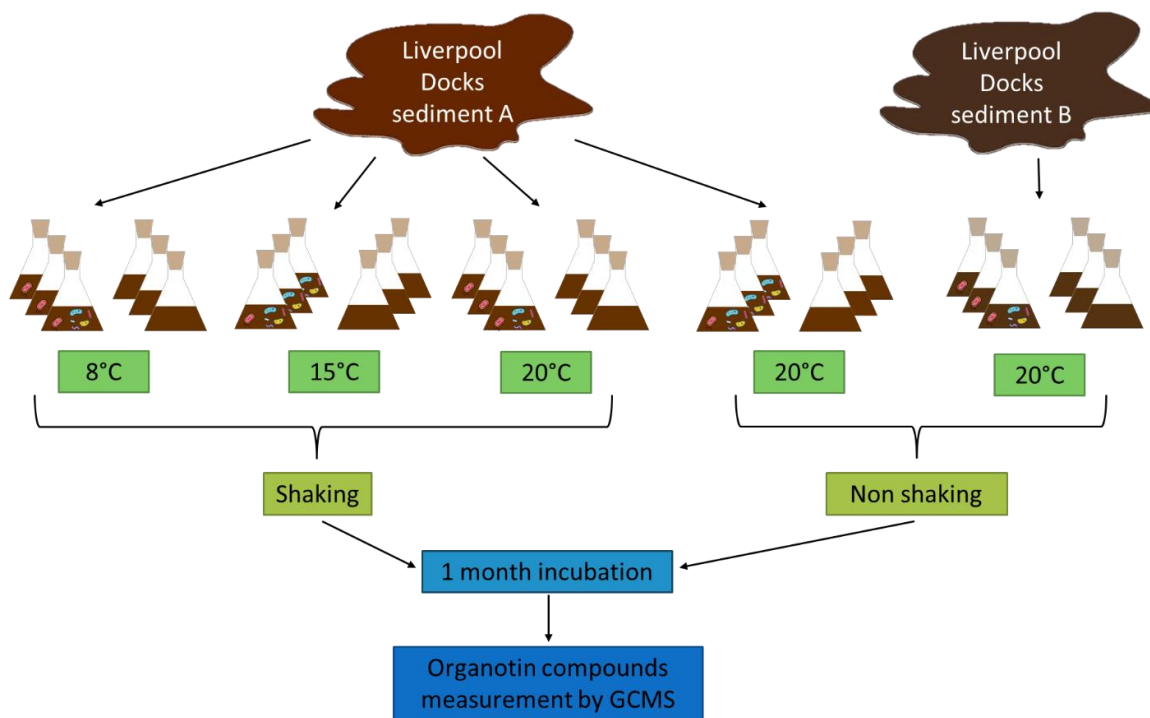 Liverpool
Docks
sediment A
Liverpool
Docks
sediment B
8°C
15°C
20°C
20°C
20°C
Shaking
Non shaking
1 month incubation
Organotin compounds
measurement by GCMS